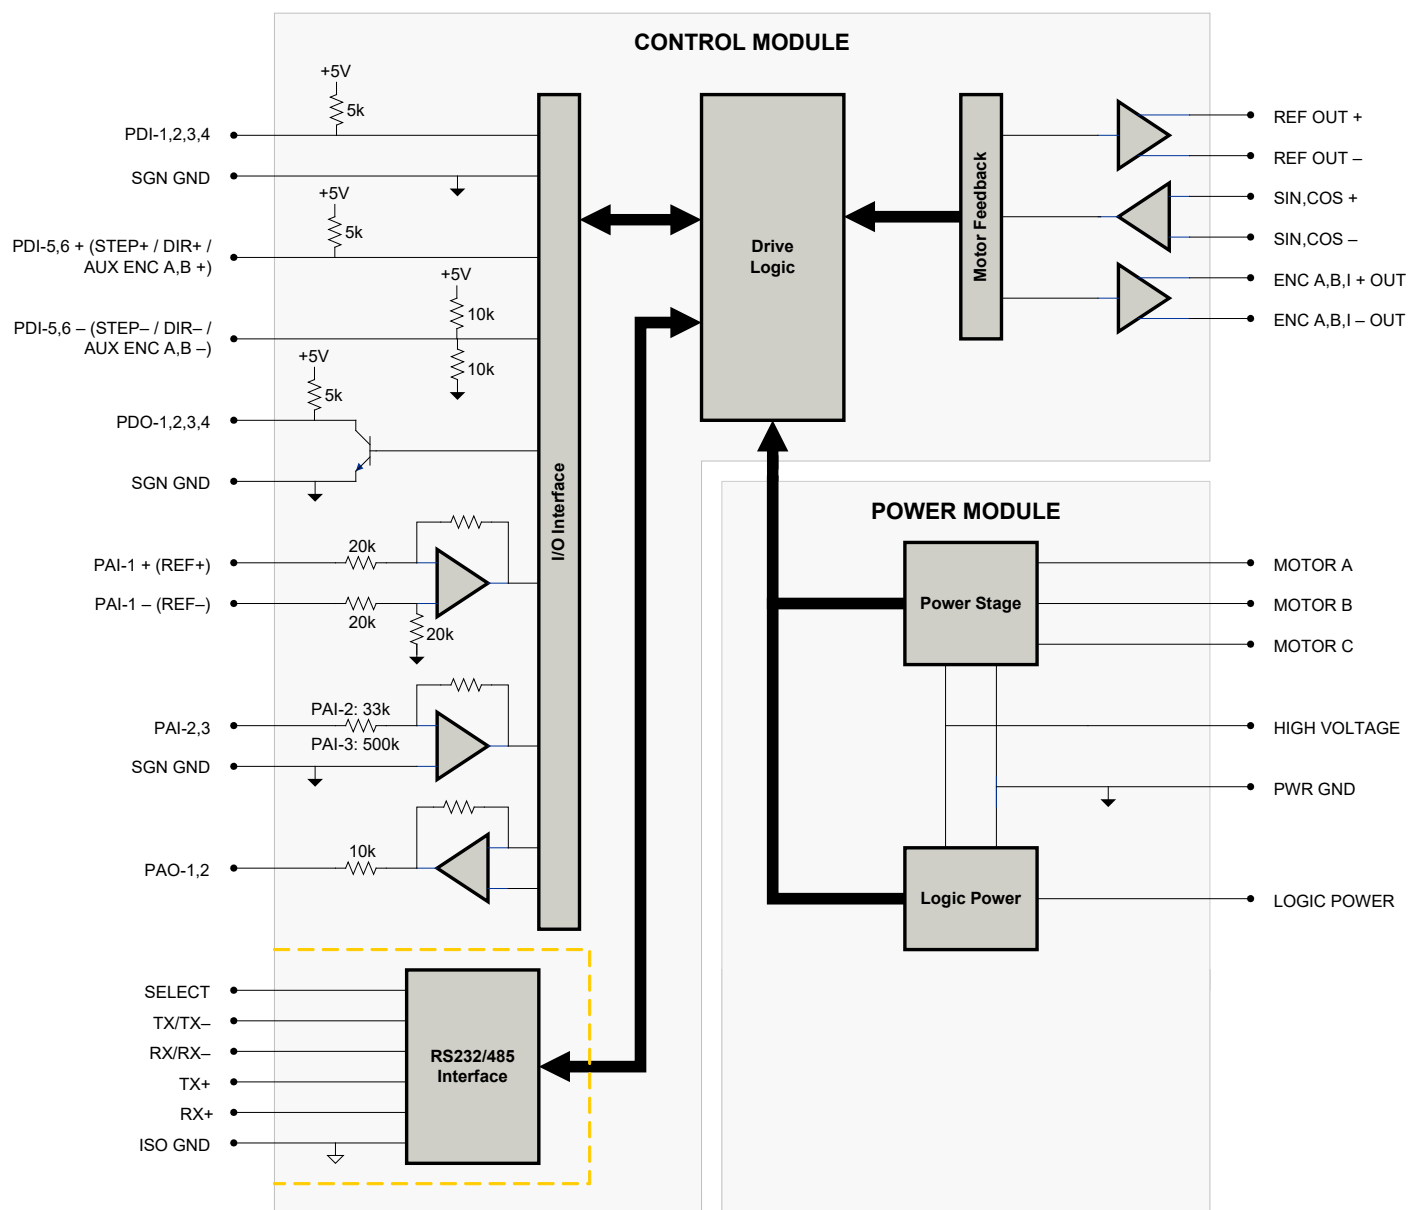 CONTROL MODULE
+5V
5k
PDI-1,2,3,4
SGN GND
+5V
5k
PDI-5,6 + (STEP+ / DIR+ /
AUX ENC A,B +)
+5V
10k
PDI-5,6 – (STEP– / DIR– /
AUX ENC A,B –)
10k
+5V
5k
PDO-1,2,3,4
SGN GND
20k
PAI-1 + (REF+)
PAI-1 – (REF–)
20k
20k
PAI-2: 33k
PAI-2,3
PAI-3: 500k
SGN GND
10k
PAO-1,2
I/O Interface
SELECT
TX/TX–
RX/RX–
TX+
RX+
ISO GND
RS232/485
Interface
Drive
Logic
Motor Feedback
REF OUT +
REF OUT –
SIN,COS +
SIN,COS –
ENC A,B,I + OUT
ENC A,B,I – OUT
POWER MODULE
Power Stage
MOTOR A
MOTOR B
MOTOR C
HIGH VOLTAGE
PWR GND
Logic Power
LOGIC POWER